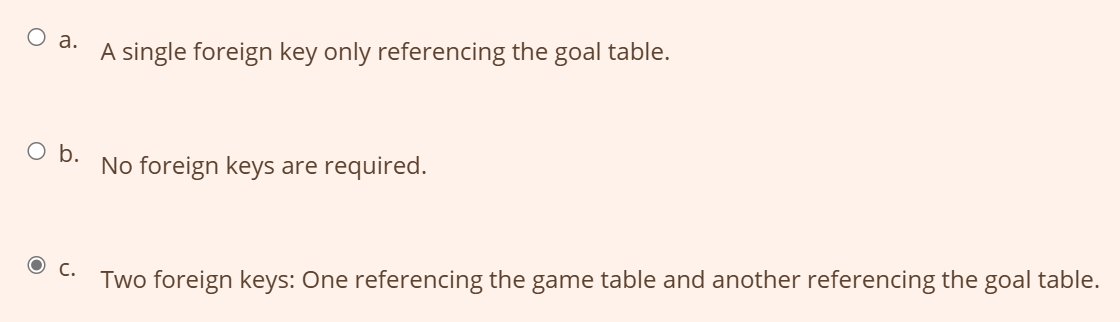 a. A single foreign key only referencing the goal table.
b. No foreign keys are required.
c. Two foreign keys: One referencing the game table and another referencing the goal table.